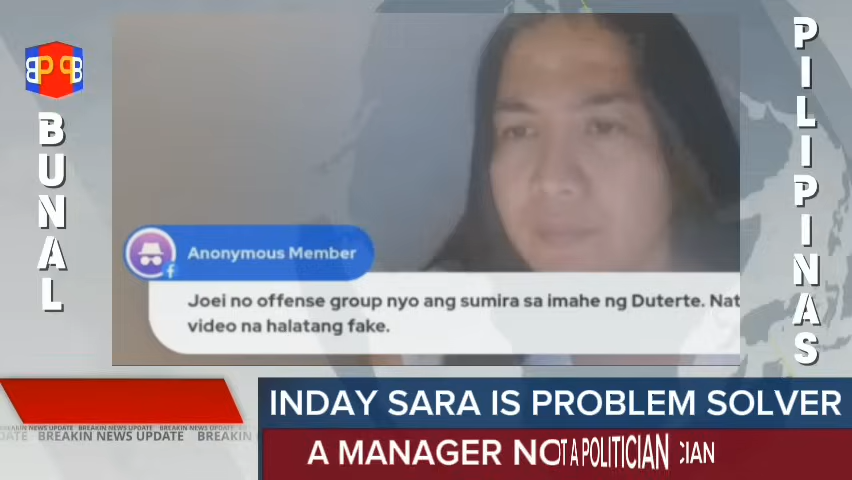 BPPB
BUNAL
PILIPINAS
Anonymous Member
Joei no offense group nyo ang sumira sa imahe ng Duterte. Nat
video na halatang fake.
INDAY SARA IS PROBLEM SOLVER
BREAKIN NEWS UPDATE BREAKIN NEWS UPDATE BREAKIN NEWS UPDATE
DATE BREAKIN NEWS UPDATE BREAKIN
A MANAGER NOT A POLITICIAN CIAN